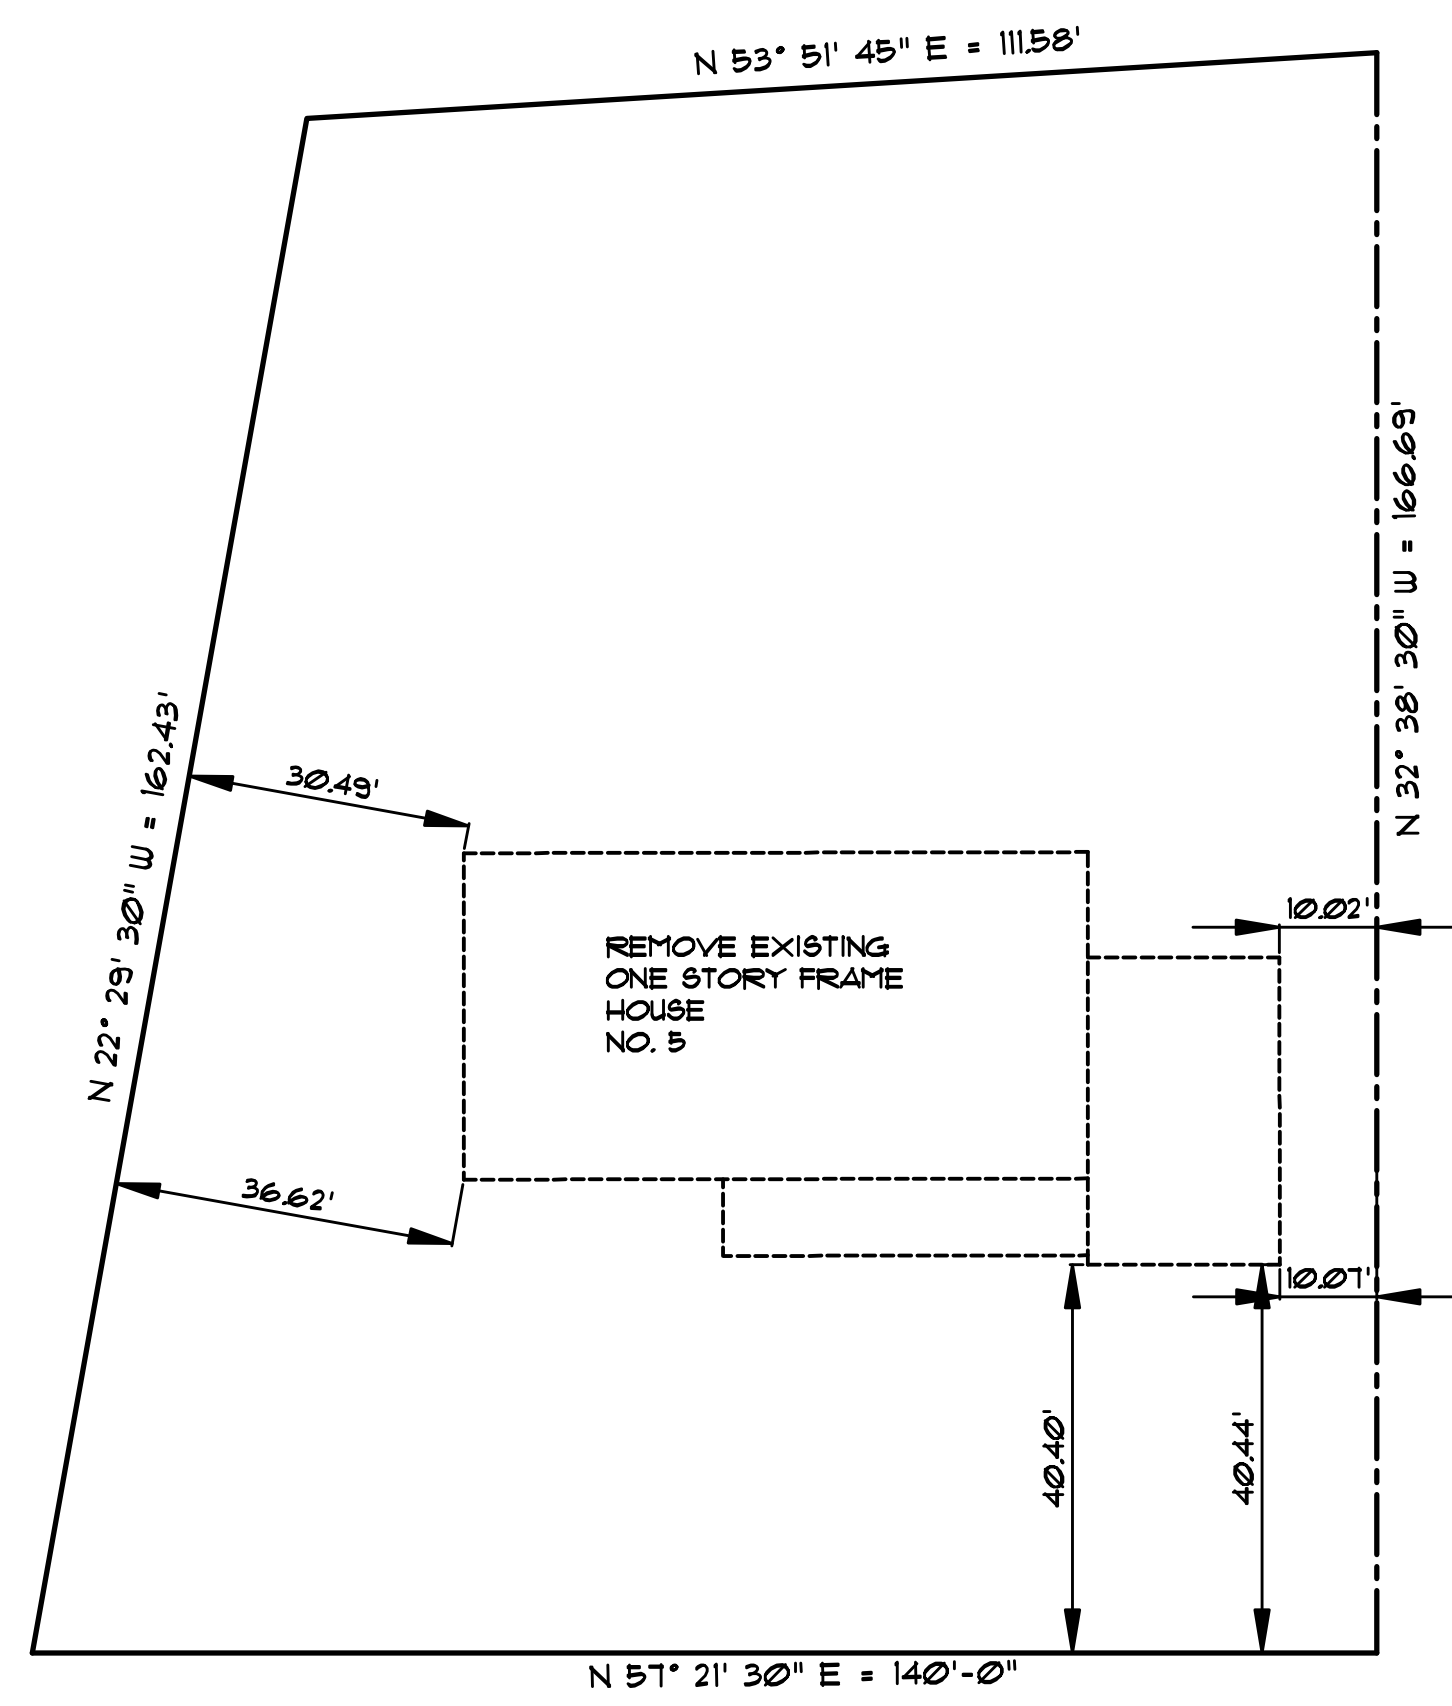 N 53° 51' 45" E = 111.58'
N 32° 38' 30" W = 166.69'
N 22° 29' 30" W = 162.43'
30.49'
10.02'
REMOVE EXISTING
ONE STORY FRAME
HOUSE
NO. 5
36.62'
10.07'
40.40'
40.44'
N 57° 21' 30" E = 140'-0"